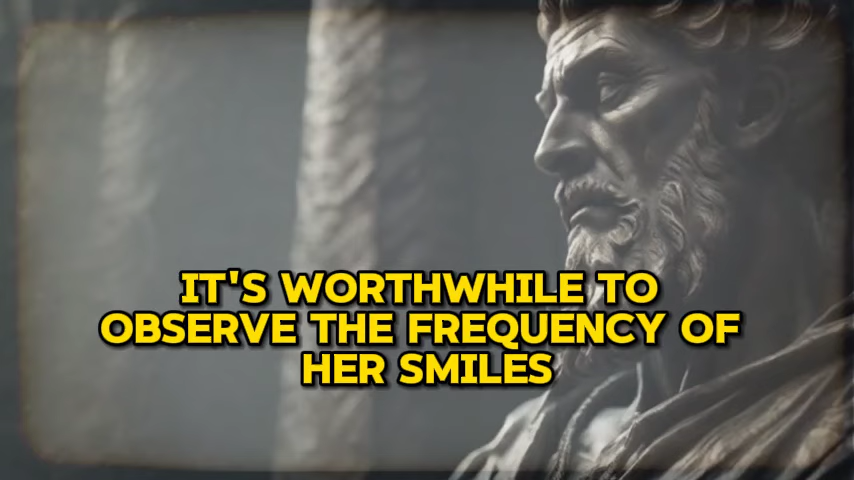 IT'S WORTHWHILE TO
OBSERVE THE FREQUENCY OF
HER SMILES